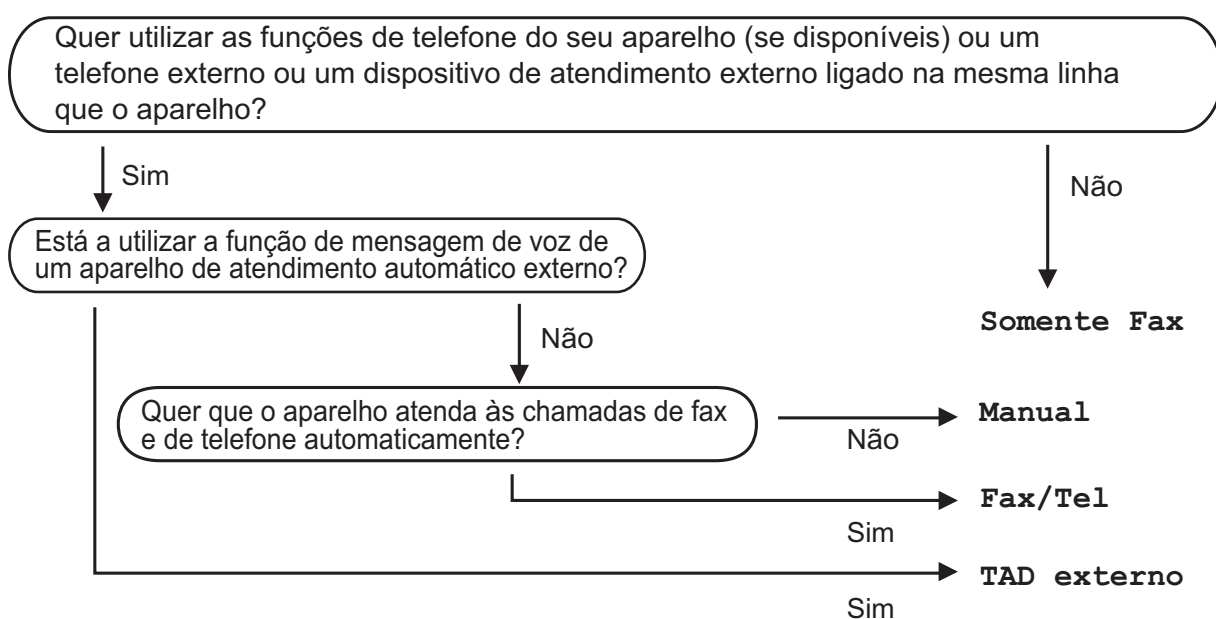 Quer utilizar as funções de telefone do seu aparelho (se disponíveis) ou um
telefone externo ou um dispositivo de atendimento externo ligado na mesma linha
que o aparelho?
Sim
Não
Está a utilizar a função de mensagem de voz de
um aparelho de atendimento automático externo?
Somente Fax
Não
Quer que o aparelho atenda às chamadas de fax
e de telefone automaticamente?
Manual
Não
Fax/Tel
Sim
TAD externo
Sim